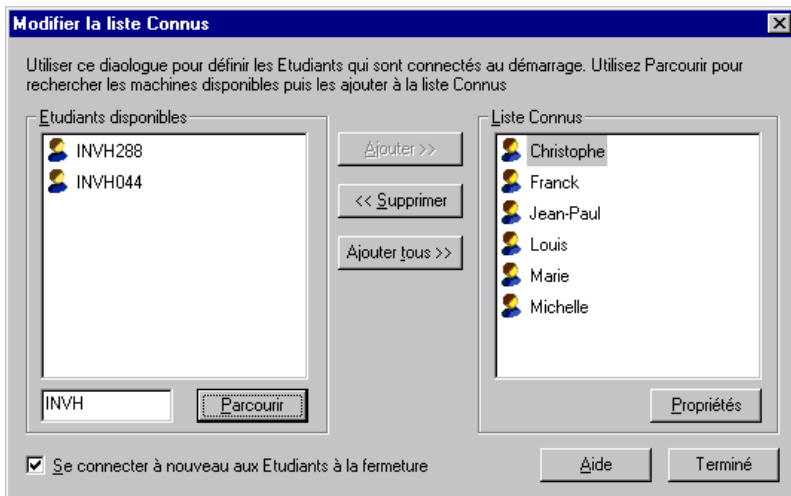 Modifier la liste Connus
Utiliser ce diaologue pour définir les Etudiants qui sont connectés au démarrage. Utilisez Parcourir pour
rechercher les machines disponibles puis les ajouter à la liste Connus
Etudiants disponibles
INVH288
INVH044
INVH
Parcourir
Ajouter >>
<< Supprimer
Ajouter tous >>
Liste Connus
Christophe
Franck
Jean-Paul
Louis
Marie
Michelle
Propriétés
Se connecter à nouveau aux Etudiants à la fermeture
Aide
Terminé